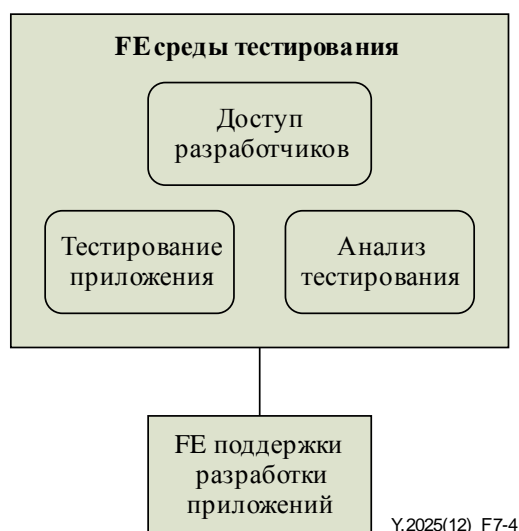 FE среды тестирования
Доступ
разработчиков
Тестирование
приложения
Анализ
тестирования
FE поддержки
разработки
приложений
Y.2025(12)_F7-4